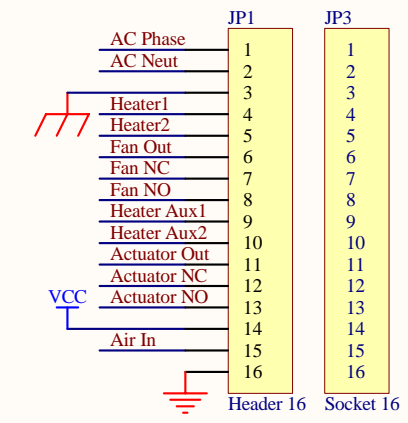 JP1 JP3
AC Phase 1 1
AC Neut 2 2
3 3
Heater1 4 4
Heater2 5 5
Fan Out 6 6
Fan NC 7 7
Fan NO 8 8
Heater Aux1 9 9
Heater Aux2 10 10
Actuator Out 11 11
Actuator NC 12 12
Actuator NO 13 13
VCC 14 14
Air In 15 15
16 16
Header 16 Socket 16